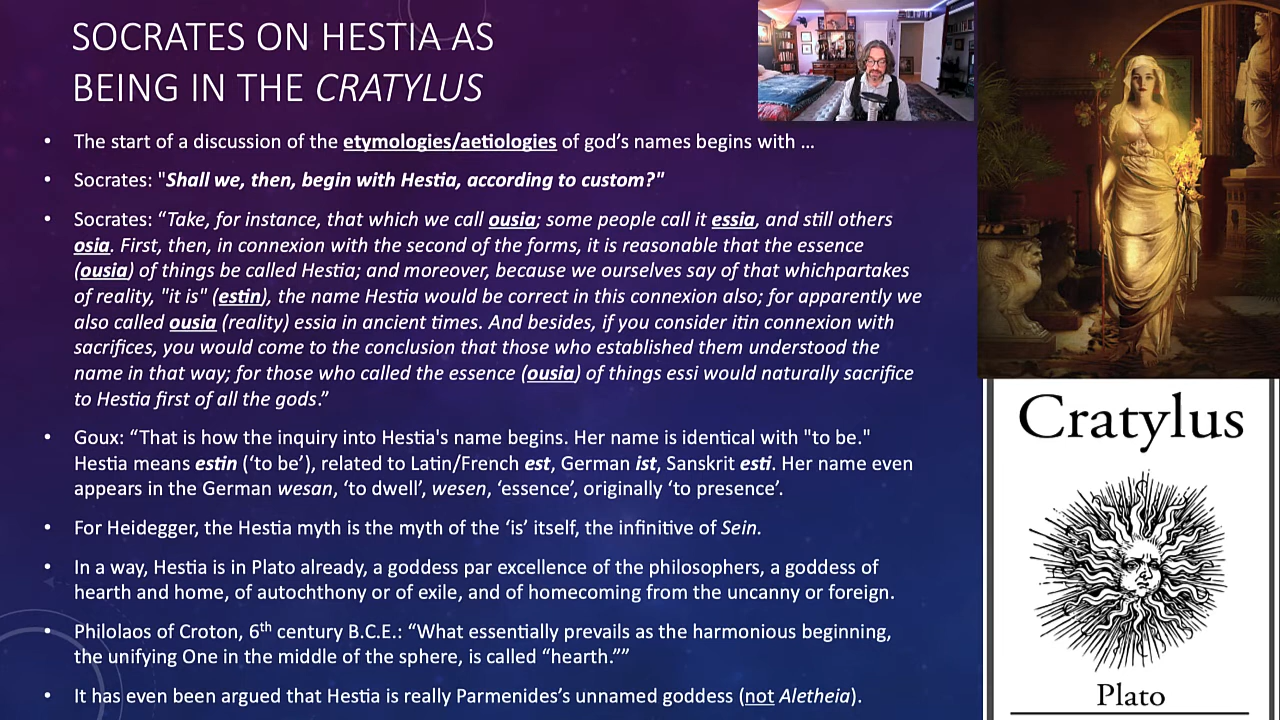 SOCRATES ON HESTIA AS
BEING IN THE CRATYLUS
• The start of a discussion of the etymologies/aetiologies of god’s names begins with ...
• Socrates: "Shall we, then, begin with Hestia, according to custom?"
• Socrates: “Take, for instance, that which we call ousia; some people call it essia, and still others
osia. First, then, in connexion with the second of the forms, it is reasonable that the essence
(ousia) of things be called Hestia; and moreover, because we ourselves say of that whichpartakes
of reality, "it is" (estin), the name Hestia would be correct in this connexion also; for apparently we
also called ousia (reality) essia in ancient times. And besides, if you consider itin connexion with
sacrifices, you would come to the conclusion that those who established them understood the
name in that way; for those who called the essence (ousia) of things essi would naturally sacrifice
to Hestia first of all the gods.”
• Goux: “That is how the inquiry into Hestia's name begins. Her name is identical with "to be."
Hestia means estin (‘to be’), related to Latin/French est, German ist, Sanskrit esti. Her name even
appears in the German wesan, ‘to dwell’, wesen, ‘essence’, originally ‘to presence’.
• For Heidegger, the Hestia myth is the myth of the ‘is’ itself, the infinitive of Sein.
• In a way, Hestia is in Plato already, a goddess par excellence of the philosophers, a goddess of
hearth and home, of autochthony or of exile, and of homecoming from the uncanny or foreign.
• Philolaos of Croton, 6th century B.C.E.: “What essentially prevails as the harmonious beginning,
the unifying One in the middle of the sphere, is called “hearth.””
• It has even been argued that Hestia is really Parmenides’s unnamed goddess (not Aletheia).
Cratylus
Plato